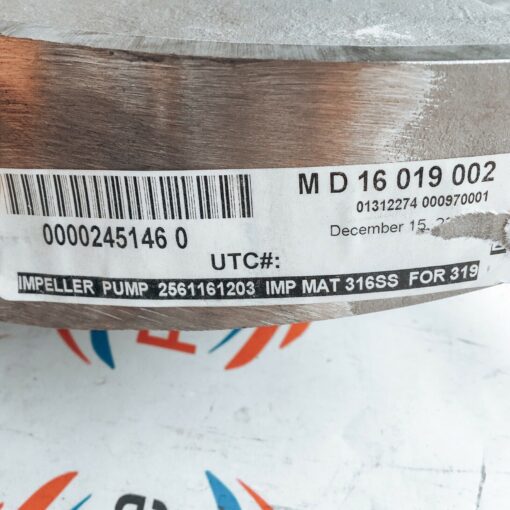 M D 16 019 002
01312274 000970001
December 15,
0000245146 0
UTC#:
IMPELLER PUMP 2561161203 IMP MAT 316SS FOR 319